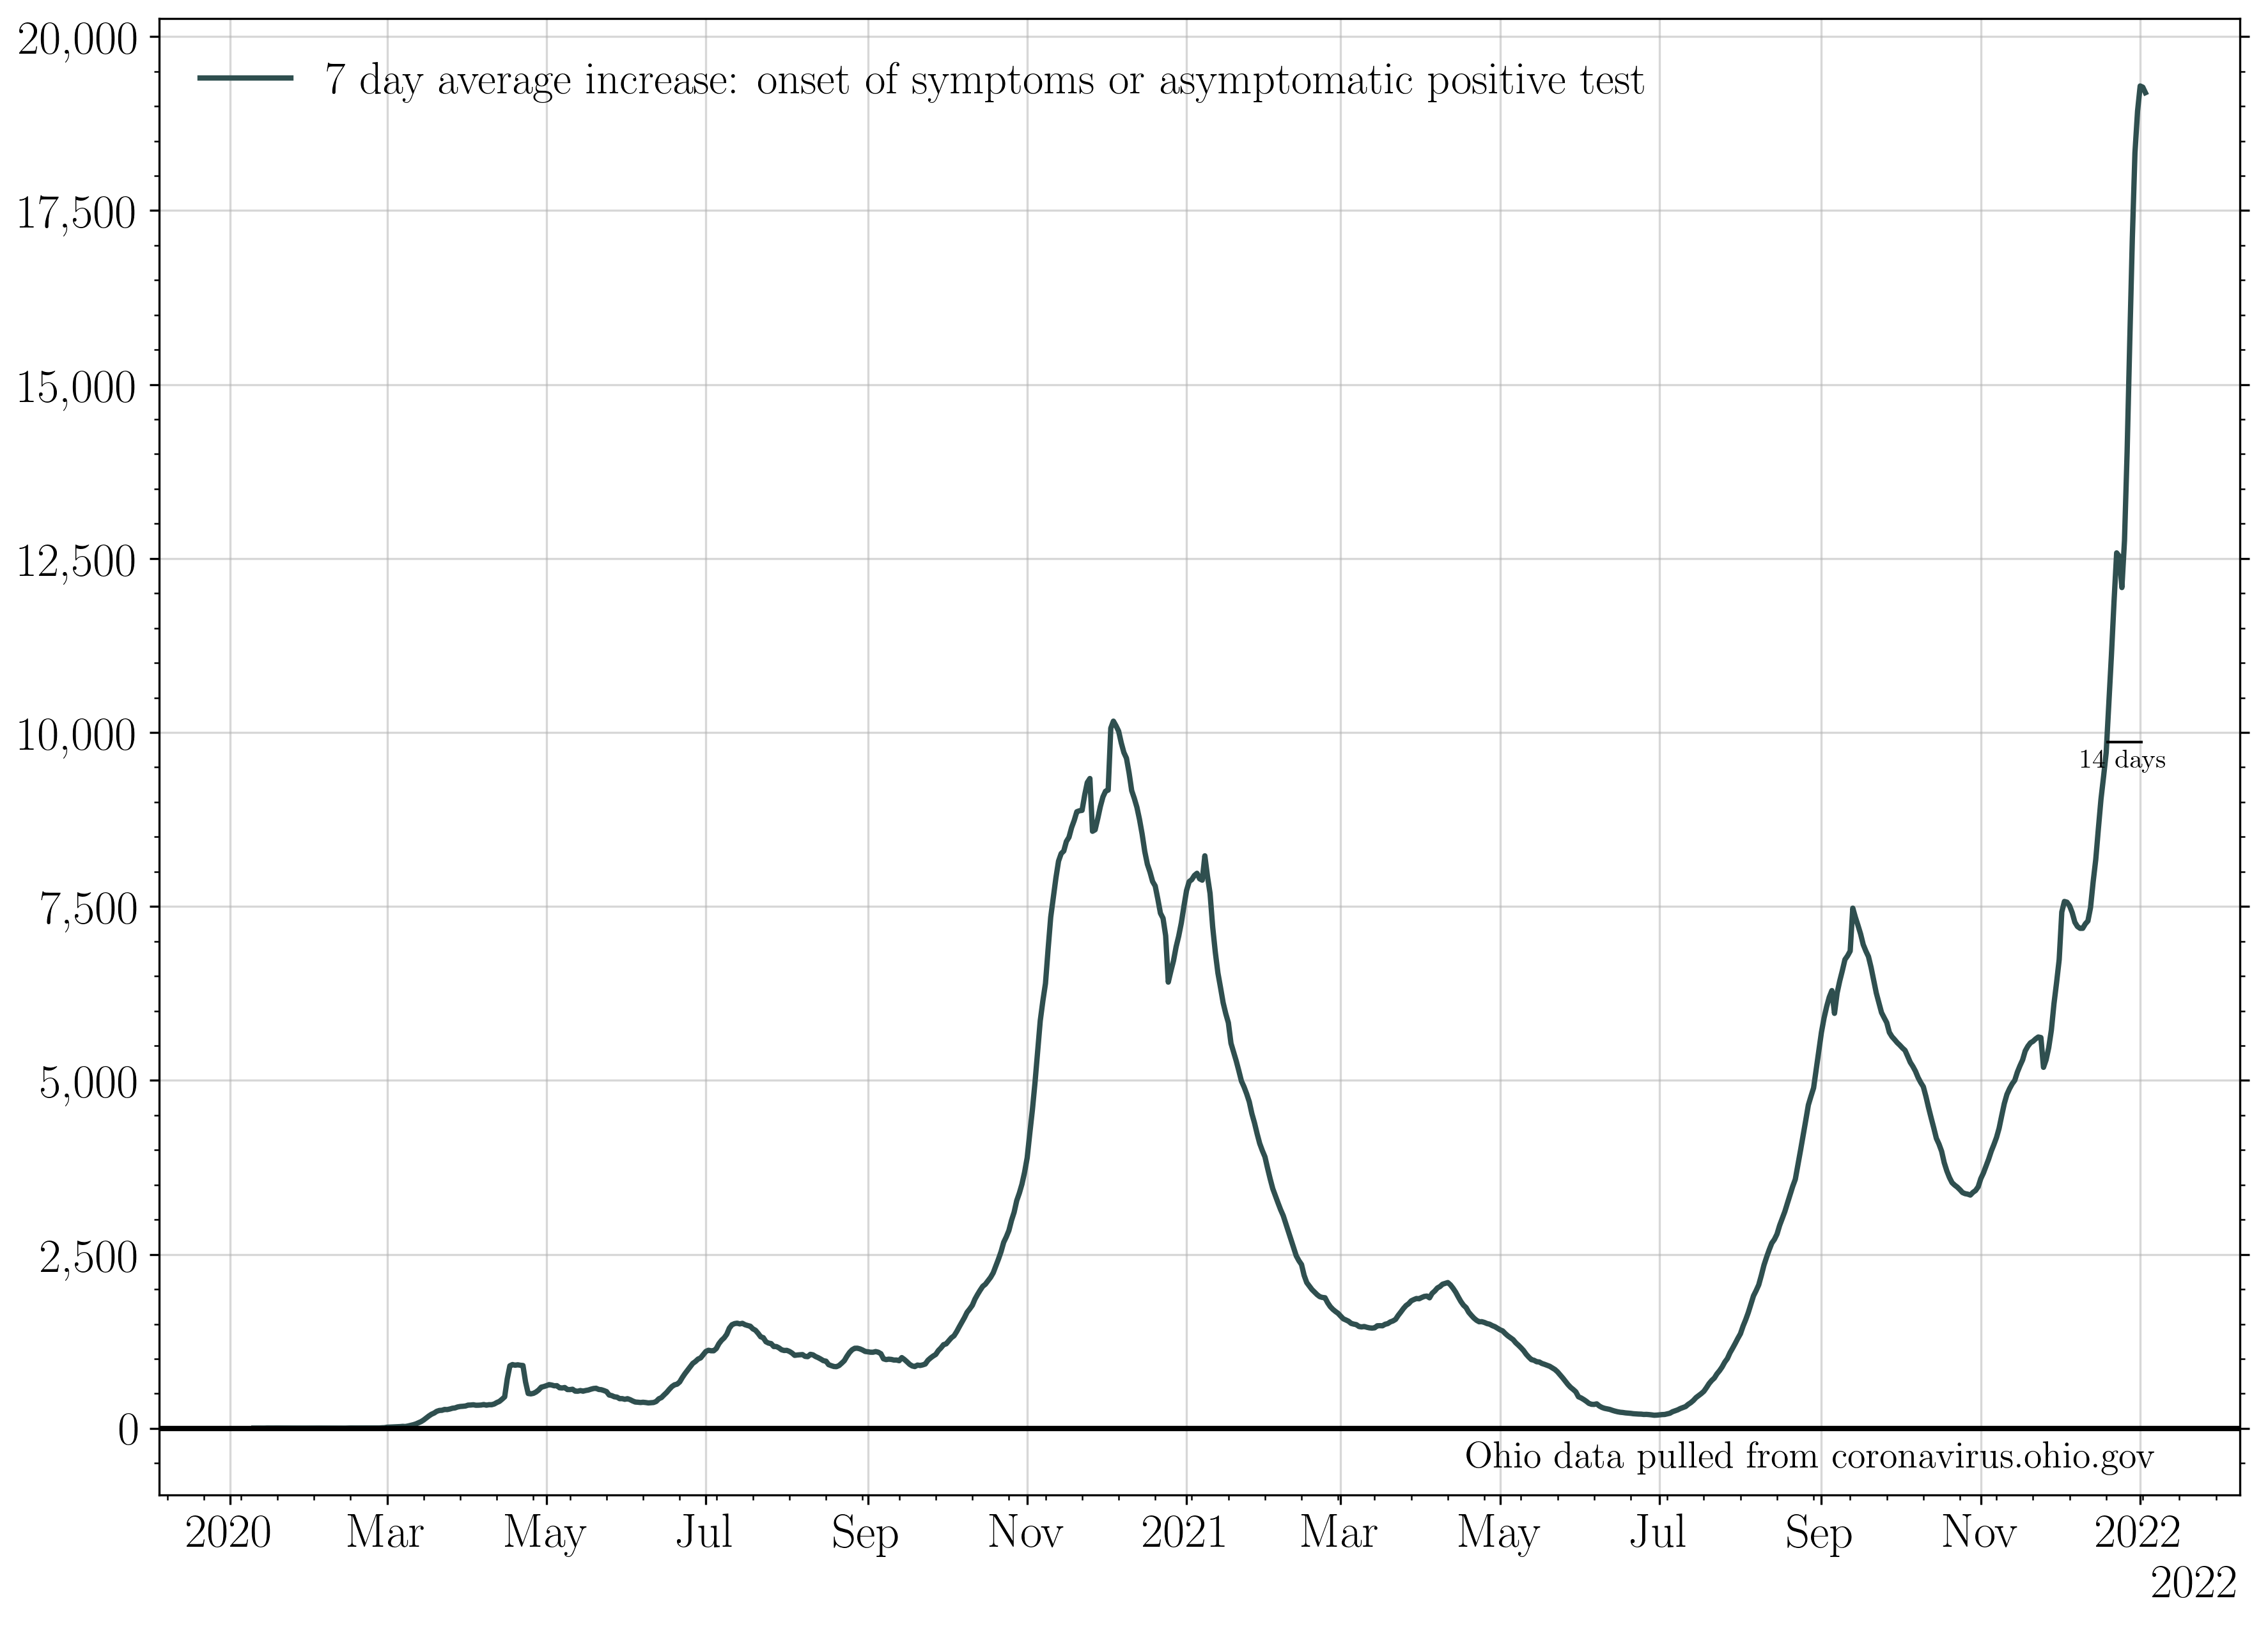 20,000
7 day average increase: onset of symptoms or asymptomatic positive test
17,500
15,000
12,500
10,000
14 days
7,500
5,000
2,500
0
Ohio data pulled from coronavirus.ohio.gov
2020 Mar May Jul Sep Nov 2021 Mar May Jul Sep Nov 2022
2022